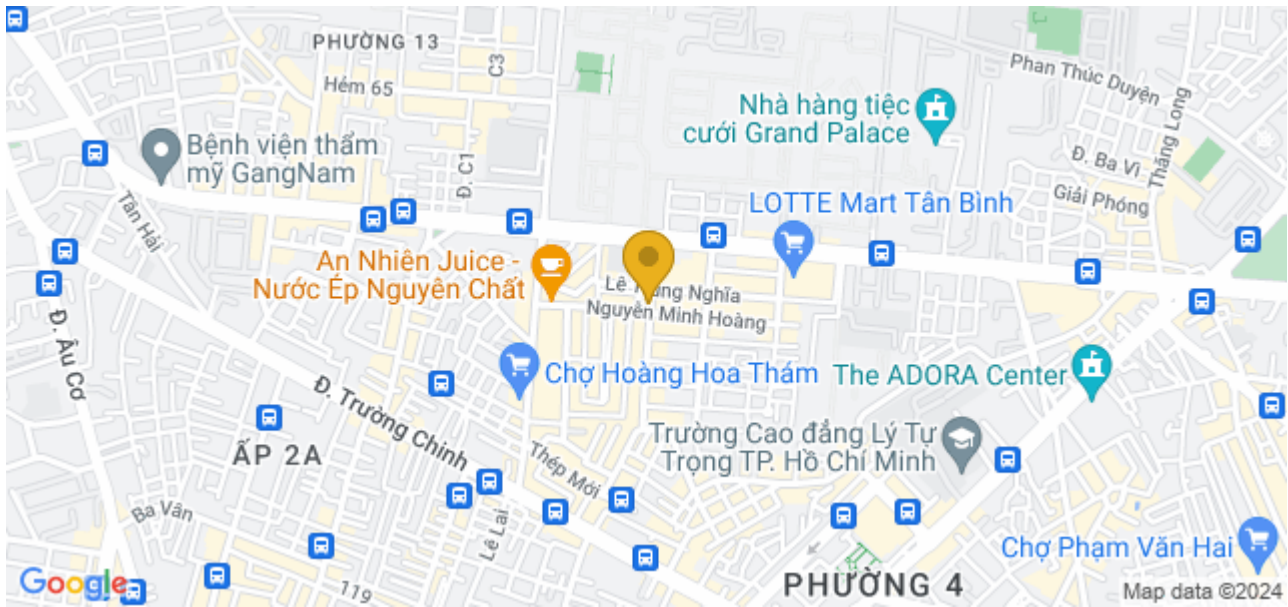 PHƯỜNG 13
C3
Hẻm 65
Phan Thúc Duyện
Nhà hàng tiệc
cưới Grand Palace
Thăng Long
Đ. Ba Vì
Giải Phóng
Bệnh viện thẩm
mỹ GangNam
Đ. C1
Tân Hải
LOTTE Mart Tân Bình
An Nhiên Juice -
Nước Ép Nguyên Chất
Nghĩa
Nguyễn Minh Hoàng
Đ. Âu Cơ
Chợ Hoàng Hoa Thám
The ADORA Center
Đ. Trường Chinh
ẤP 2A
Thép Mới
Trường Cao đẳng Lý Tự
Trọng TP. Hồ Chí Minh
Ba Vân
Lê Lai
Chợ Phạm Văn Hai
119
PHƯỜNG 4
Google
Map data ©2024